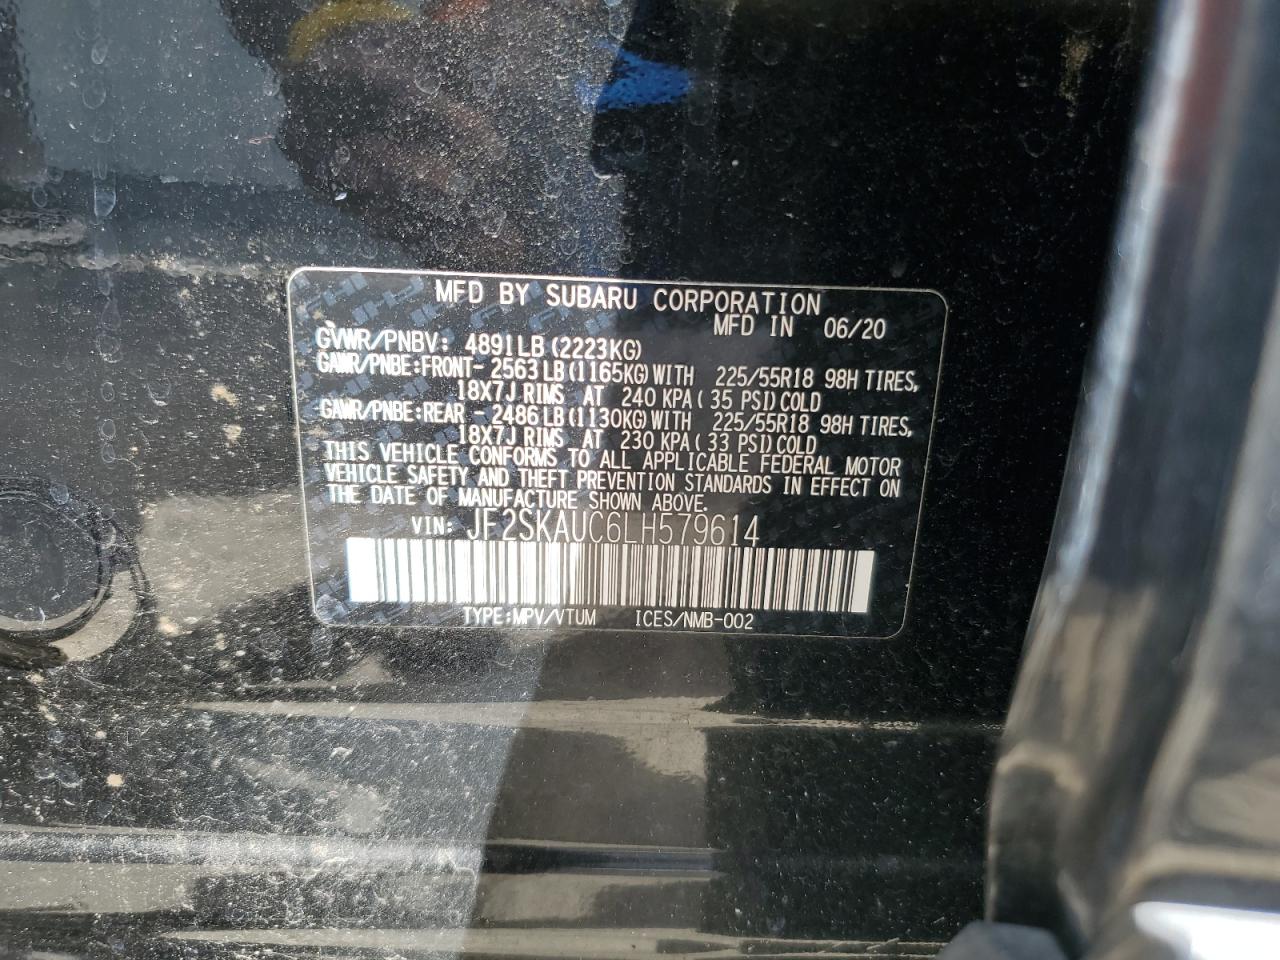 MFD BY SUBARU CORPORATION
MFD IN 06/20
GVWR/PNBV: 4891LB (2223KG)
GAWR/PNBE:FRONT- 2563 LB (1165KG) WITH 225/55R18 98H TIRES,
18X7J RIMS AT 240 KPA ( 35 PSI) COLD
GAWR/PNBE:REAR - 2486 LB (1130KG) WITH 225/55R18 98H TIRES,
18X7J RIMS AT 230 KPA ( 33 PSI) COLD
THIS VEHICLE CONFORMS TO ALL APPLICABLE FEDERAL MOTOR
VEHICLE SAFETY AND THEFT PREVENTION STANDARDS IN EFFECT ON
THE DATE OF MANUFACTURE SHOWN ABOVE.
VIN: JF2SKAUC6LH579614
TYPE:MPV/VTUM ICES/NMB-002